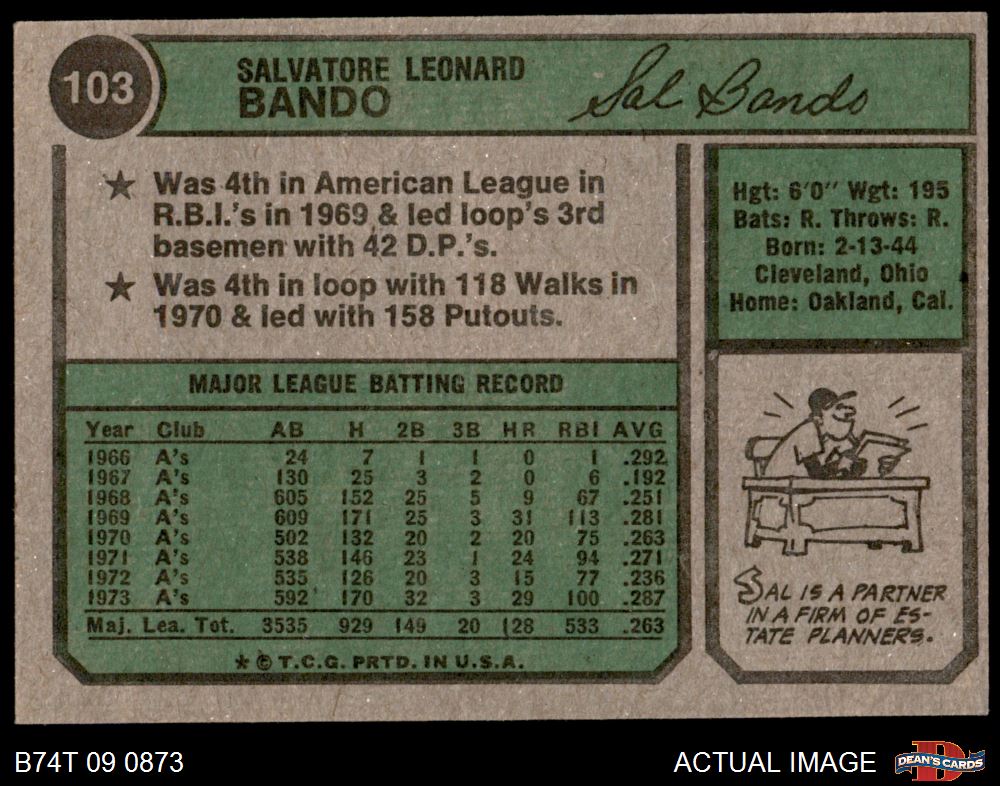 103
SALVATORE LEONARD
BANDO
Sal Bando
★ Was 4th in American League in
R.B.I.'s in 1969 & led loop's 3rd
basemen with 42 D.P.'s.
★ Was 4th in loop with 118 Walks in
1970 & led with 158 Putouts.
Hgt: 6'0" Wgt: 195
Bats: R. Throws: R.
Born: 2-13-44
Cleveland, Ohio
Home: Oakland, Cal.
MAJOR LEAGUE BATTING RECORD
Year Club AB H 2B 3B HR RBI AVG
1966 A's 24 7 1 1 0 1 .292
1967 A's 130 25 3 2 0 6 .192
1968 A's 605 152 25 5 9 67 .251
1969 A's 609 171 25 3 31 113 .281
1970 A's 502 132 20 2 20 75 .263
1971 A's 538 146 23 1 24 94 .271
1972 A's 535 126 20 3 15 77 .236
1973 A's 592 170 32 3 29 100 .287
Maj. Lea. Tot. 3535 929 149 20 128 533 .263
★ © T.C.G. PRTD. IN U.S.A.
SAL IS A PARTNER
IN A FIRM OF ES-
TATE PLANNERS.
B74T 09 0873
ACTUAL IMAGE
D
DEAN'S CARDS